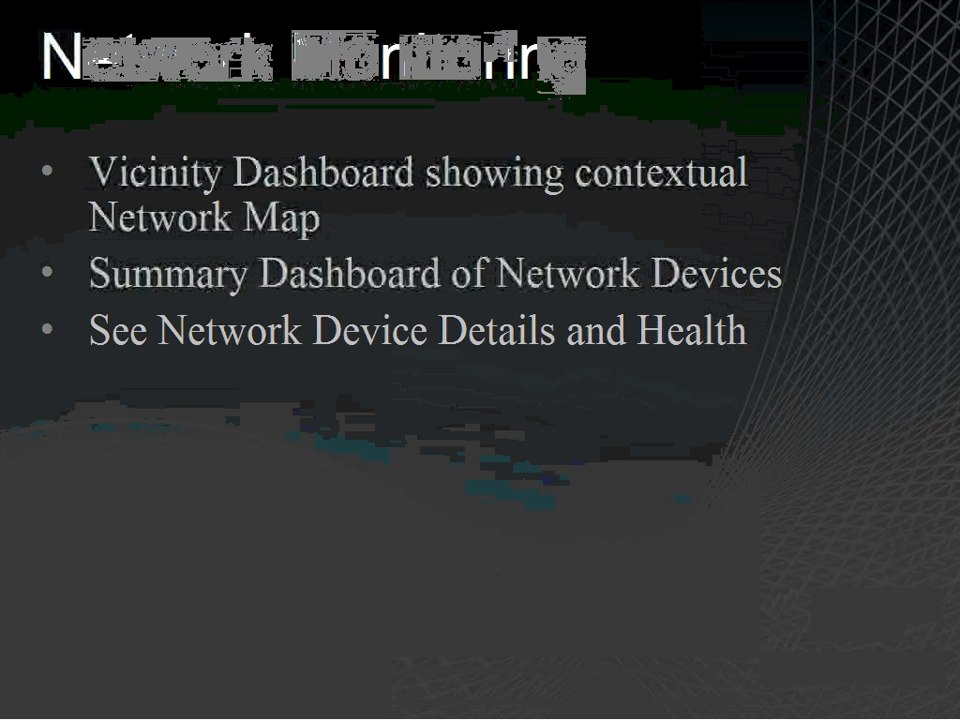 Network Monitoring
• Vicinity Dashboard showing contextual
Network Map
• Summary Dashboard of Network Devices
• See Network Device Details and Health